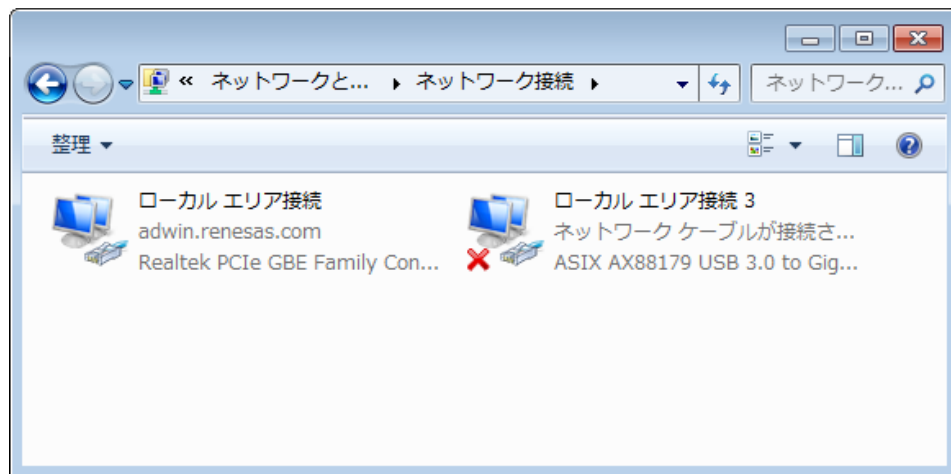 « ネットワークと... ▸ ネットワーク接続 ▸
ネットワーク...
整理
ローカル エリア接続
adwin.renesas.com
Realtek PCIe GBE Family Con...
ローカル エリア接続 3
ネットワーク ケーブルが接続さ...
ASIX AX88179 USB 3.0 to Gig...